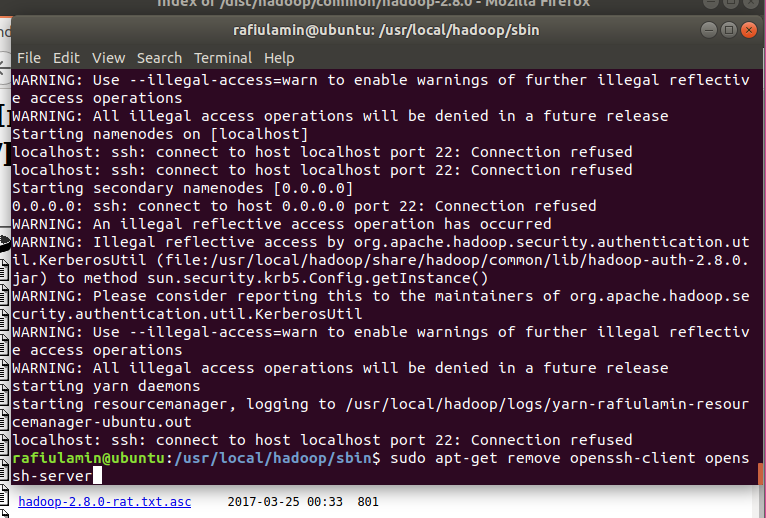 Index of /dist/hadoop/common/hadoop-2.8.0 - Mozilla Firefox
rafiulamin@ubuntu: /usr/local/hadoop/sbin
File Edit View Search Terminal Help
WARNING: Use --illegal-access=warn to enable warnings of further illegal reflectiv
e access operations
WARNING: All illegal access operations will be denied in a future release
Starting namenodes on [localhost]
localhost: ssh: connect to host localhost port 22: Connection refused
localhost: ssh: connect to host localhost port 22: Connection refused
Starting secondary namenodes [0.0.0.0]
0.0.0.0: ssh: connect to host 0.0.0.0 port 22: Connection refused
WARNING: An illegal reflective access operation has occurred
WARNING: Illegal reflective access by org.apache.hadoop.security.authentication.ut
il.KerberosUtil (file:/usr/local/hadoop/share/hadoop/common/lib/hadoop-auth-2.8.0.
jar) to method sun.security.krb5.Config.getInstance()
WARNING: Please consider reporting this to the maintainers of org.apache.hadoop.se
curity.authentication.util.KerberosUtil
WARNING: Use --illegal-access=warn to enable warnings of further illegal reflectiv
e access operations
WARNING: All illegal access operations will be denied in a future release
starting yarn daemons
starting resourcemanager, logging to /usr/local/hadoop/logs/yarn-rafiulamin-resour
cemanager-ubuntu.out
localhost: ssh: connect to host localhost port 22: Connection refused
rafiulamin@ubuntu:/usr/local/hadoop/sbin$ sudo apt-get remove openssh-client opens
sh-server
hadoop-2.8.0-rat.txt.asc 2017-03-25 00:33 801